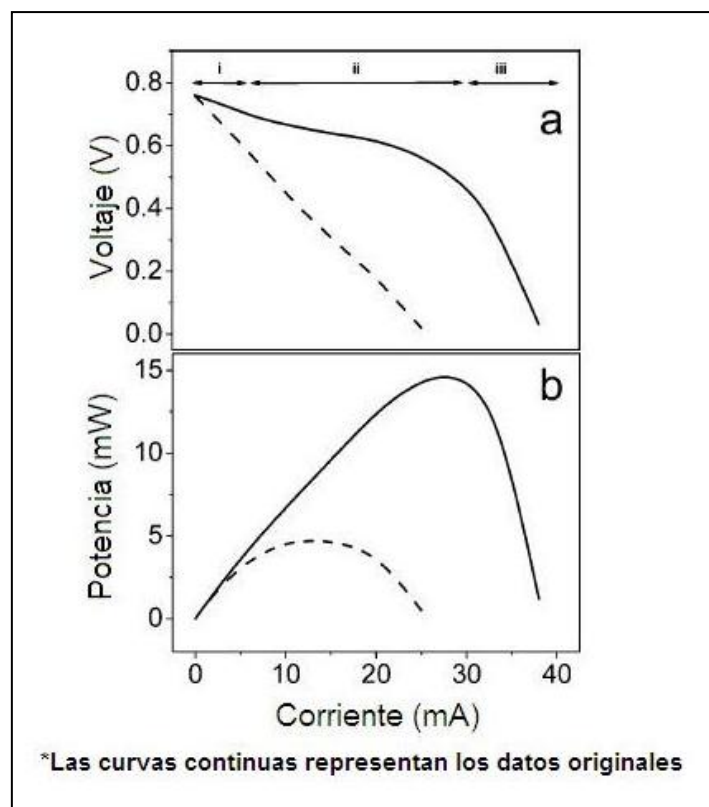 i ii iii
a
0.8
0.6
0.4
0.2
0.0
Voltaje (V)
b
15
10
5
0
Potencia (mW)
0 10 20 30 40
Corriente (mA)
*Las curvas continuas representan los datos originales